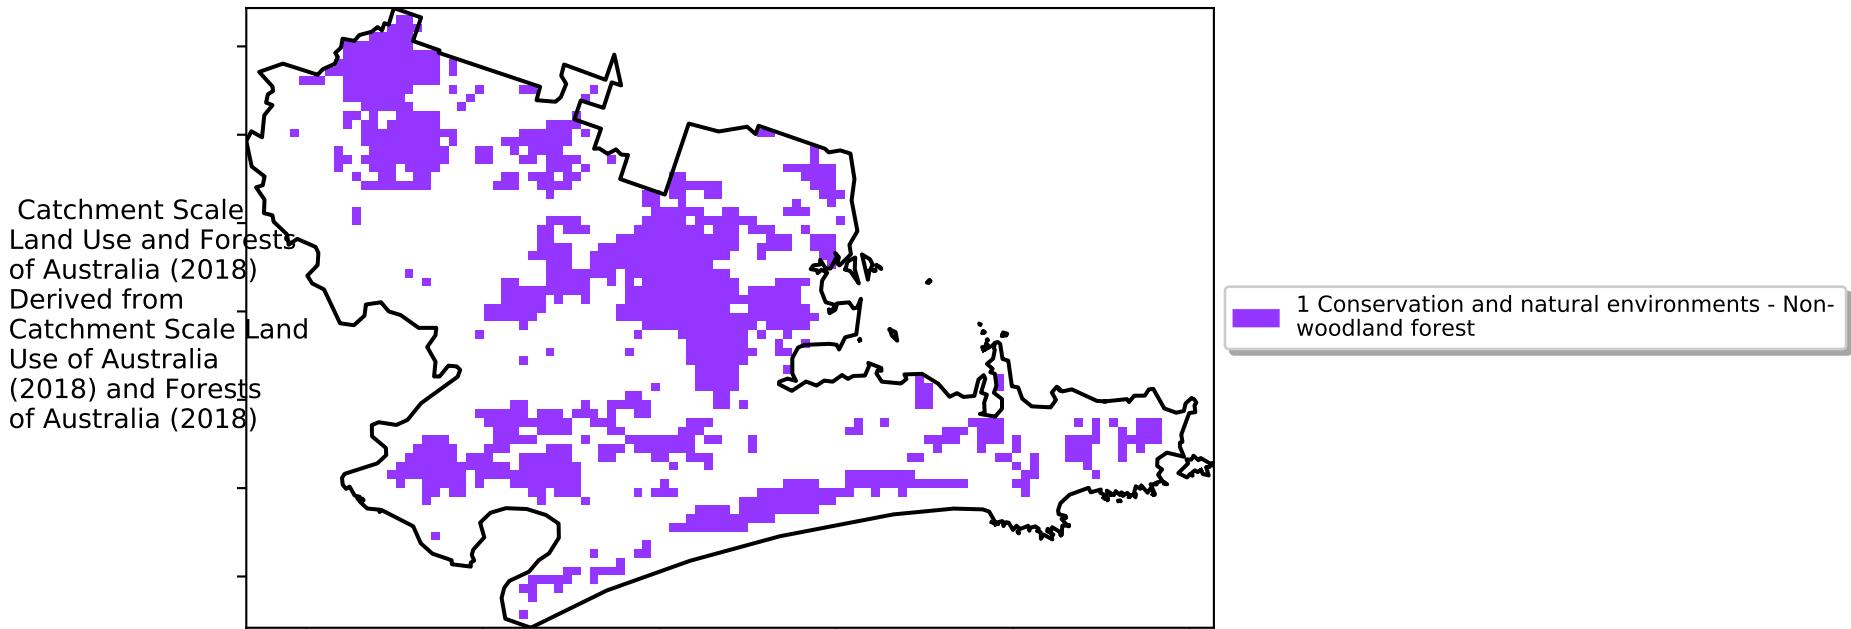 Catchment Scale
Land Use and Forests
of Australia (2018)
Derived from
Catchment Scale Land
Use of Australia
(2018) and Forests
of Australia (2018)
1 Conservation and natural environments - Non-
woodland forest